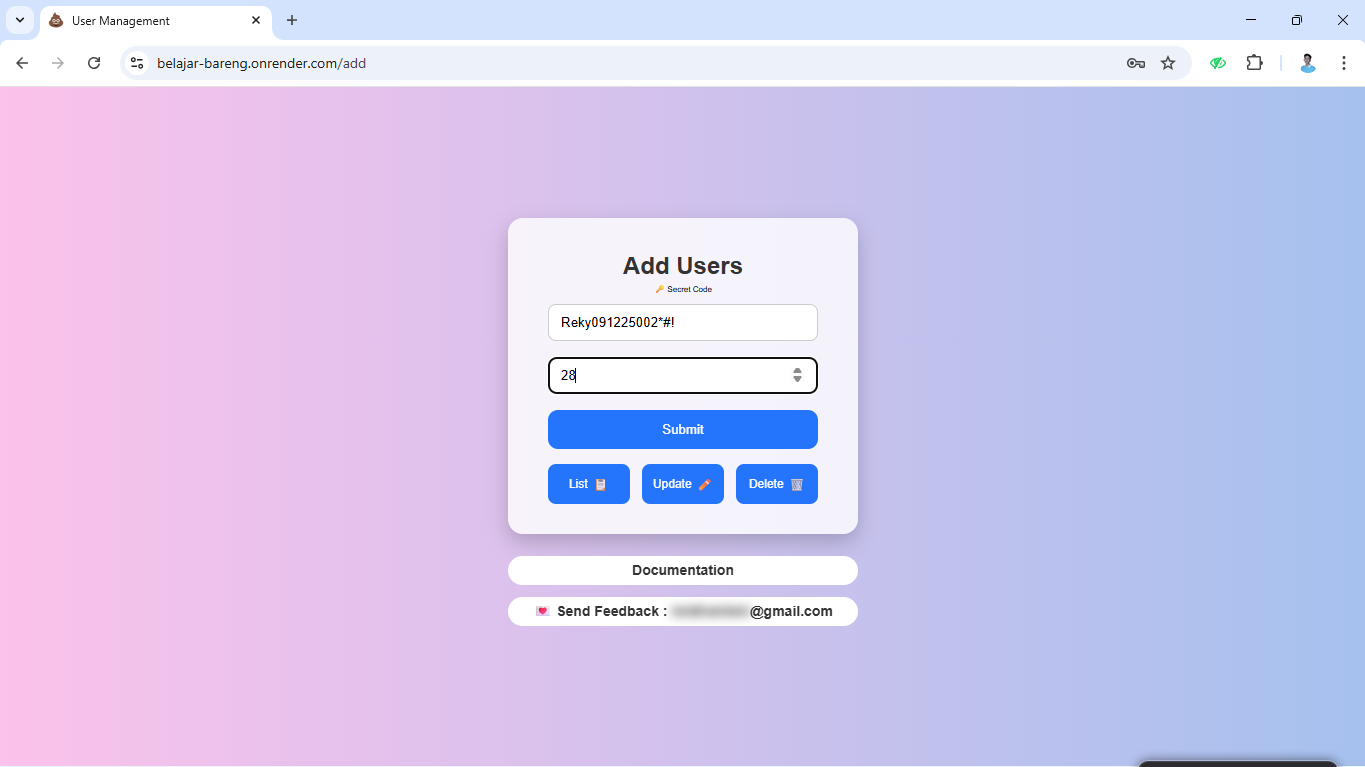 User Management
belajar-bareng.onrender.com/add
Add Users
🔑 Secret Code
Reky091225002*#!
28
Submit
List 📋 Update ✏️ Delete 🗑️
Documentation
💌 Send Feedback : @gmail.com